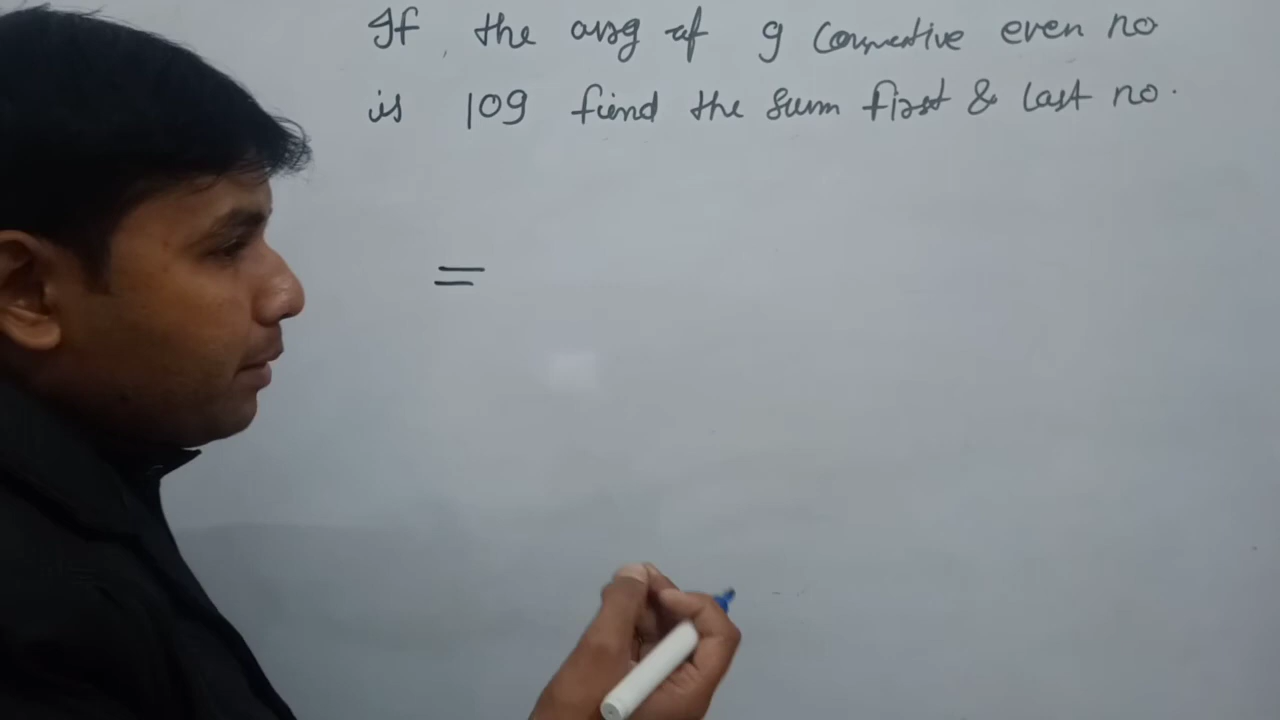 If the avg of 9 Consecutive even no
is 109 find the sum first & last no.
=